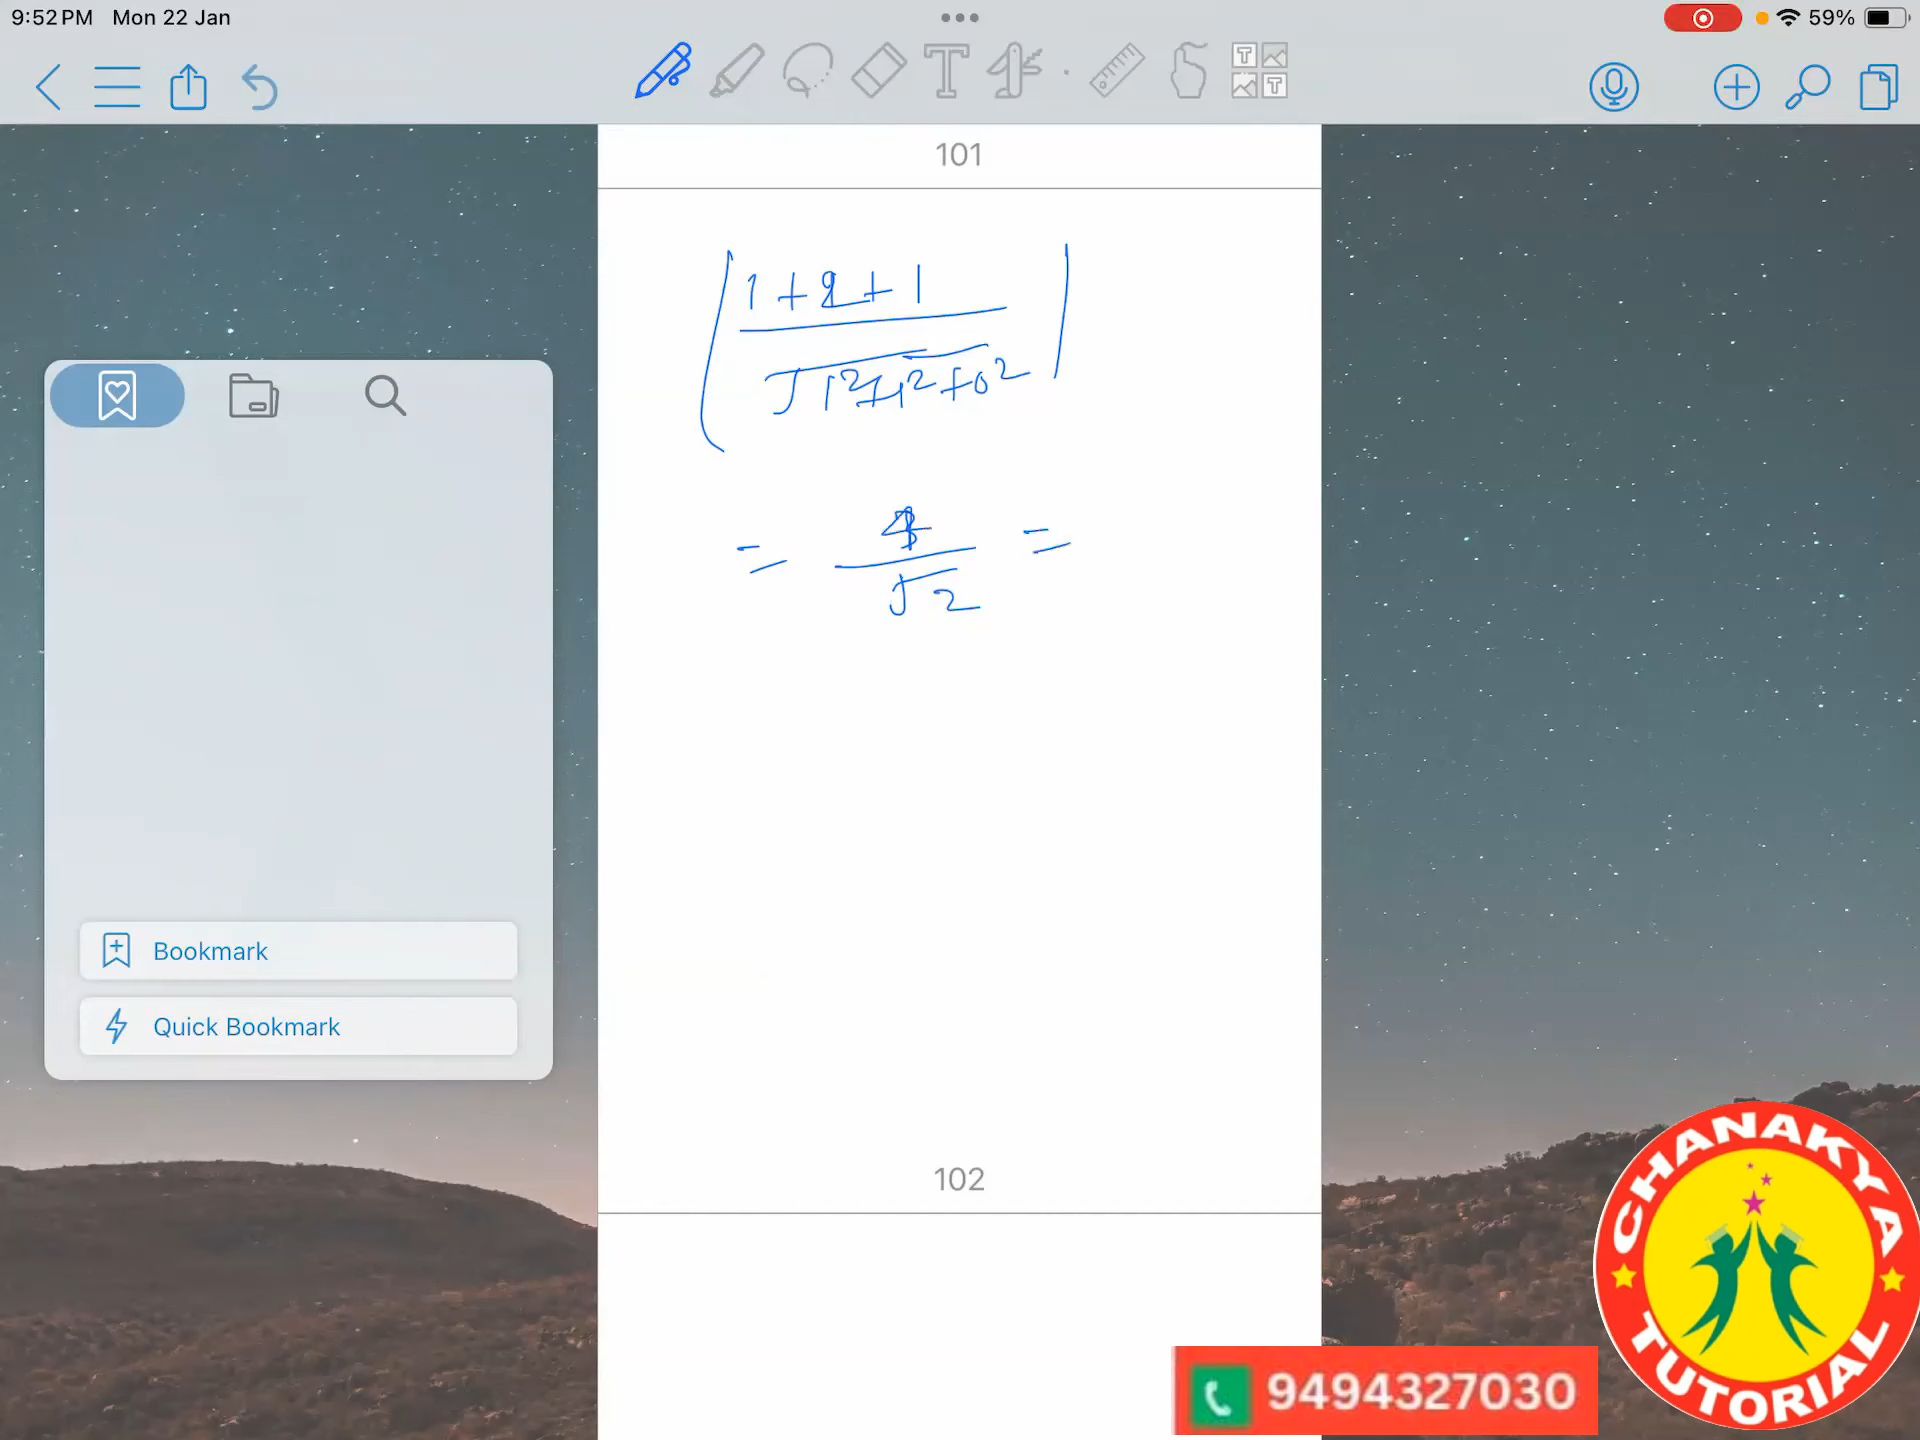 9:52 PM Mon 22 Jan
59%
101
| (1+2+1) / √(1²+1²+0²) |
= 4/√2 =
Bookmark
Quick Bookmark
102
CHANAKYA
TUTORIAL
9494327030